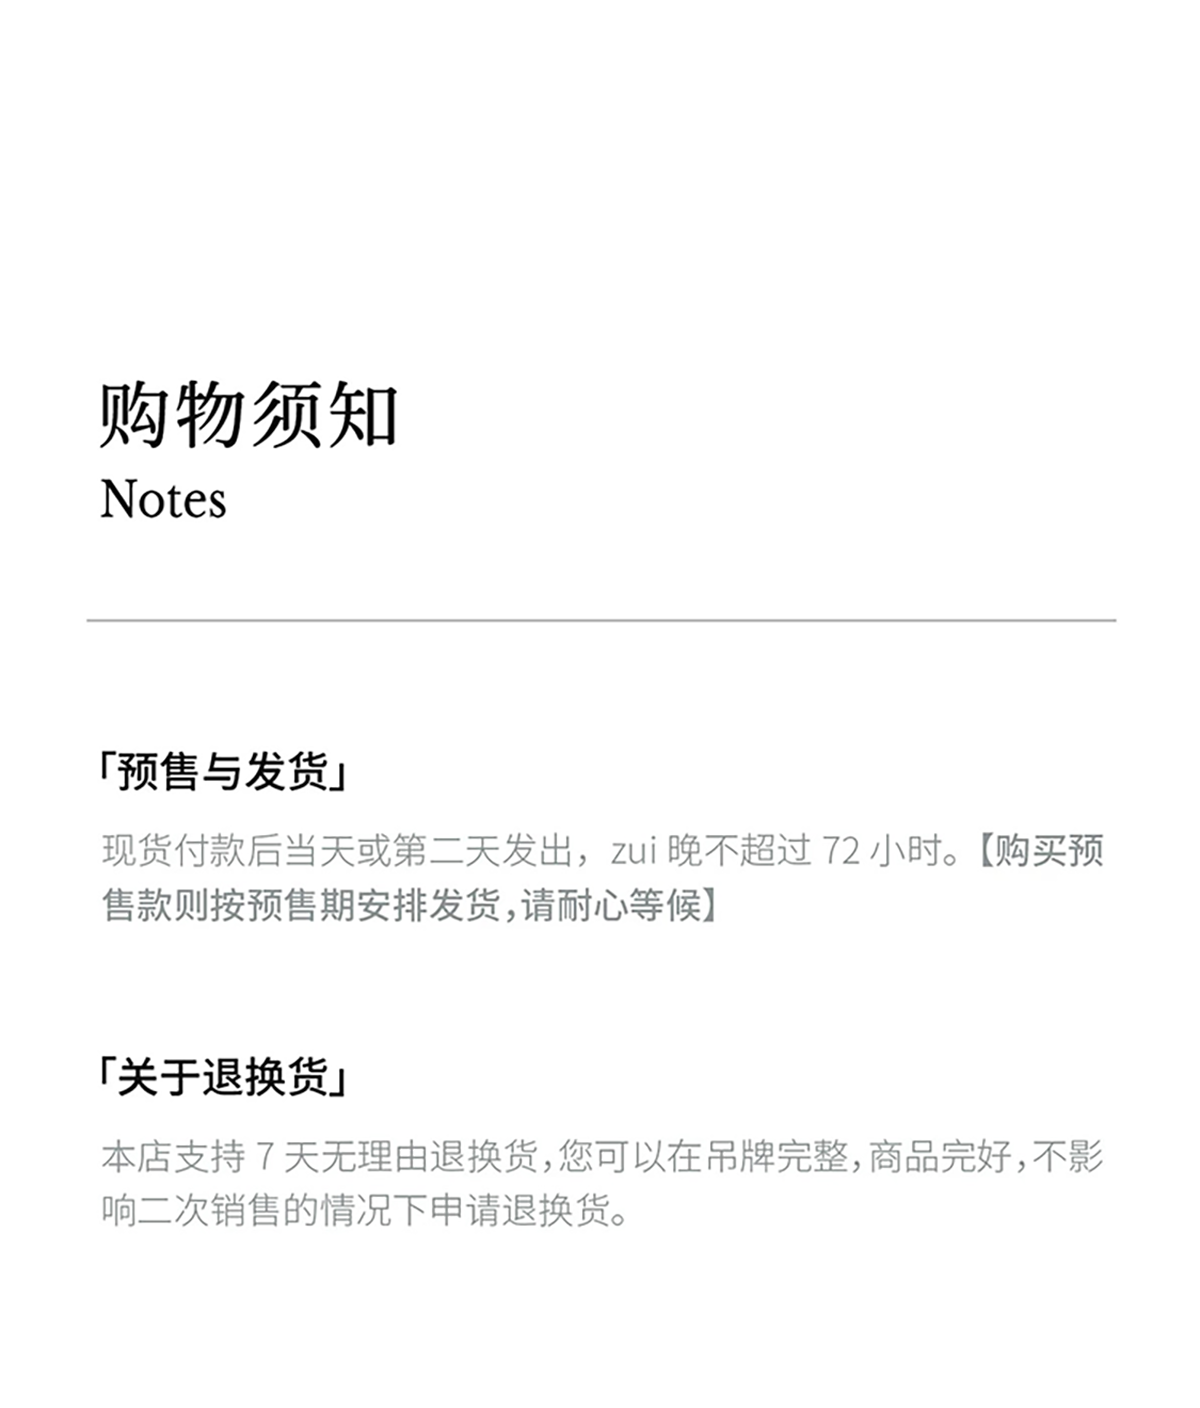 购物须知
Notes
「预售与发货」
现货付款后当天或第二天发出，zui 晚不超过 72 小时。【购买预
售款则按预售期安排发货，请耐心等候】
「关于退换货」
本店支持 7 天无理由退换货，您可以在吊牌完整，商品完好，不影
响二次销售的情况下申请退换货。